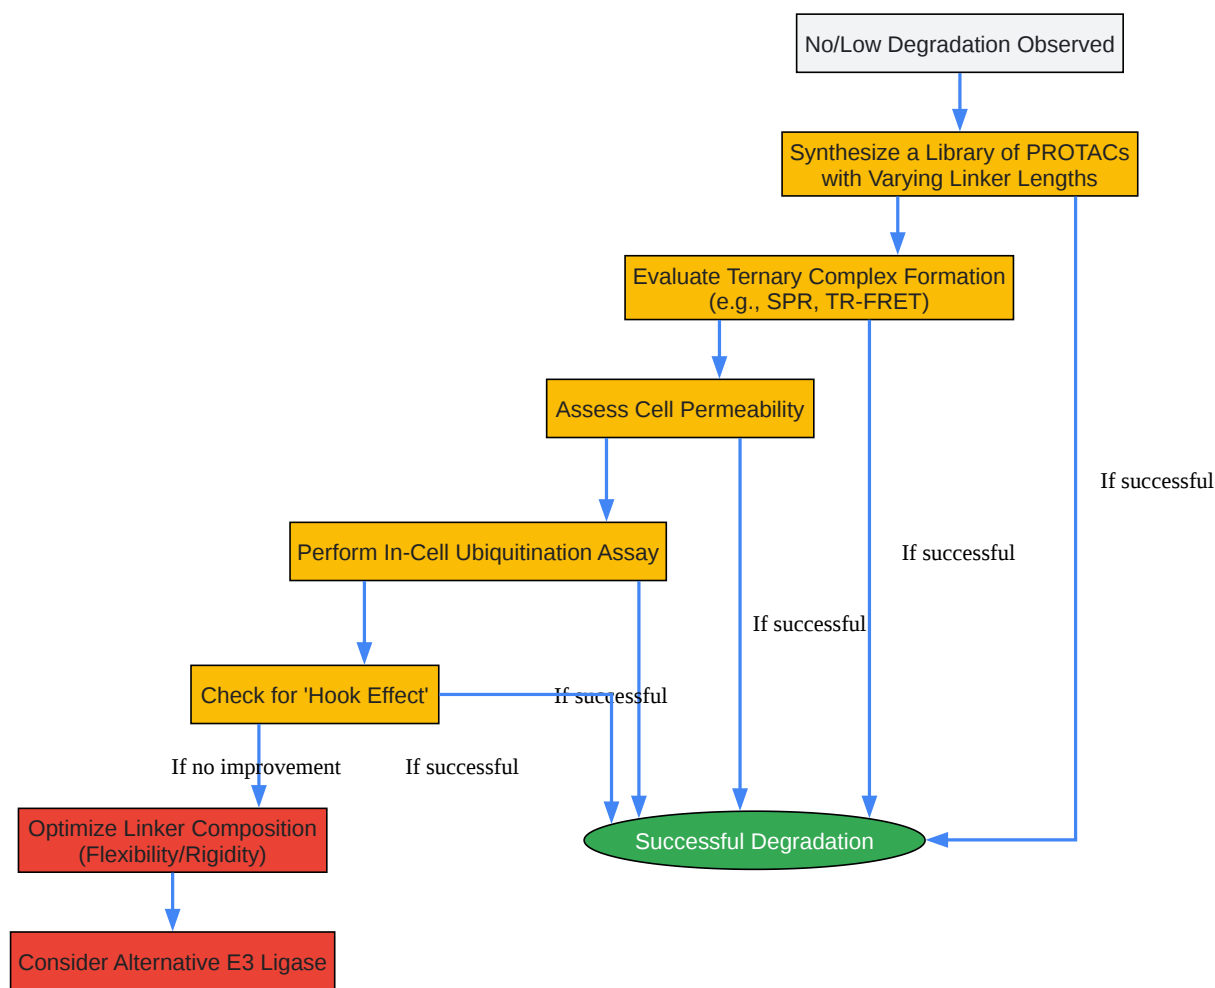 No/Low Degradation Observed
Synthesize a Library of PROTACs
with Varying Linker Lengths
Evaluate Ternary Complex Formation
(e.g., SPR, TR-FRET)
Assess Cell Permeability
If successful
Perform In-Cell Ubiquitination Assay
If successful
If successful
Check for 'Hook Effect'
If successful
If no improvement
If successful
Optimize Linker Composition
(Flexibility/Rigidity)
Successful Degradation
Consider Alternative E3 Ligase